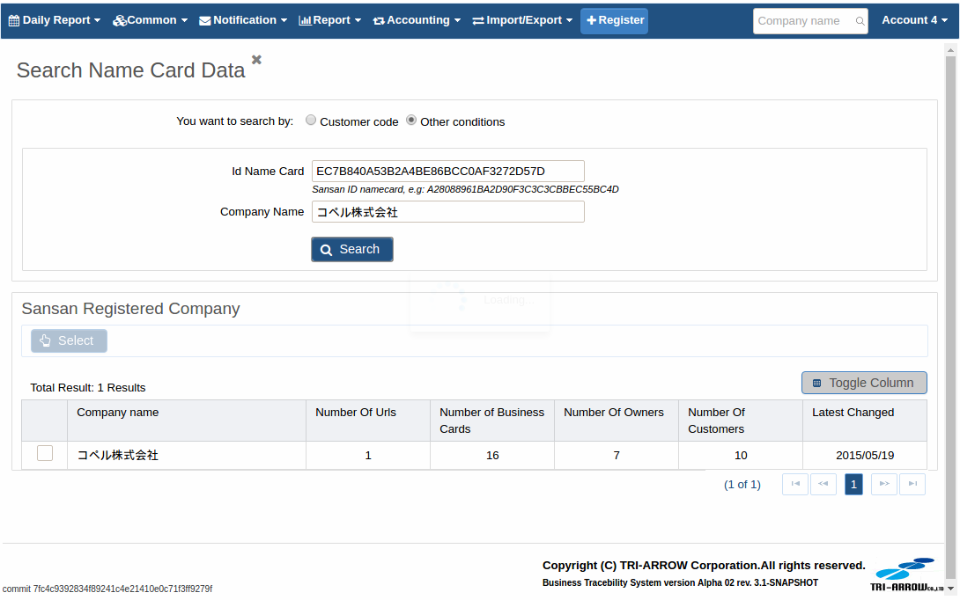 Daily Report Common Notification Report Accounting Import/Export Register Company name Account 4
Search Name Card Data
You want to search by: Customer code Other conditions
Id Name Card EC7B840A53B2A4BE86BCC0AF3272D57D
Sansan ID namecard, e.g: A28088961BA2D90F3C3C3CBBEC55BC4D
Company Name コベル株式会社
Search
Loading...
Sansan Registered Company
Select
Total Result: 1 Results Toggle Column
Company name Number Of Urls Number of Business Cards Number Of Owners Number Of Customers Latest Changed
コベル株式会社 1 16 7 10 2015/05/19
(1 of 1) 1
Copyright (C) TRI-ARROW Corporation.All rights reserved.
Business Tracebility System version Alpha 02 rev. 3.1-SNAPSHOT
TRI-ARROW CO.,LTD
commit 7fc4c9392834f89241c4e21410e0c71f3ff9279f